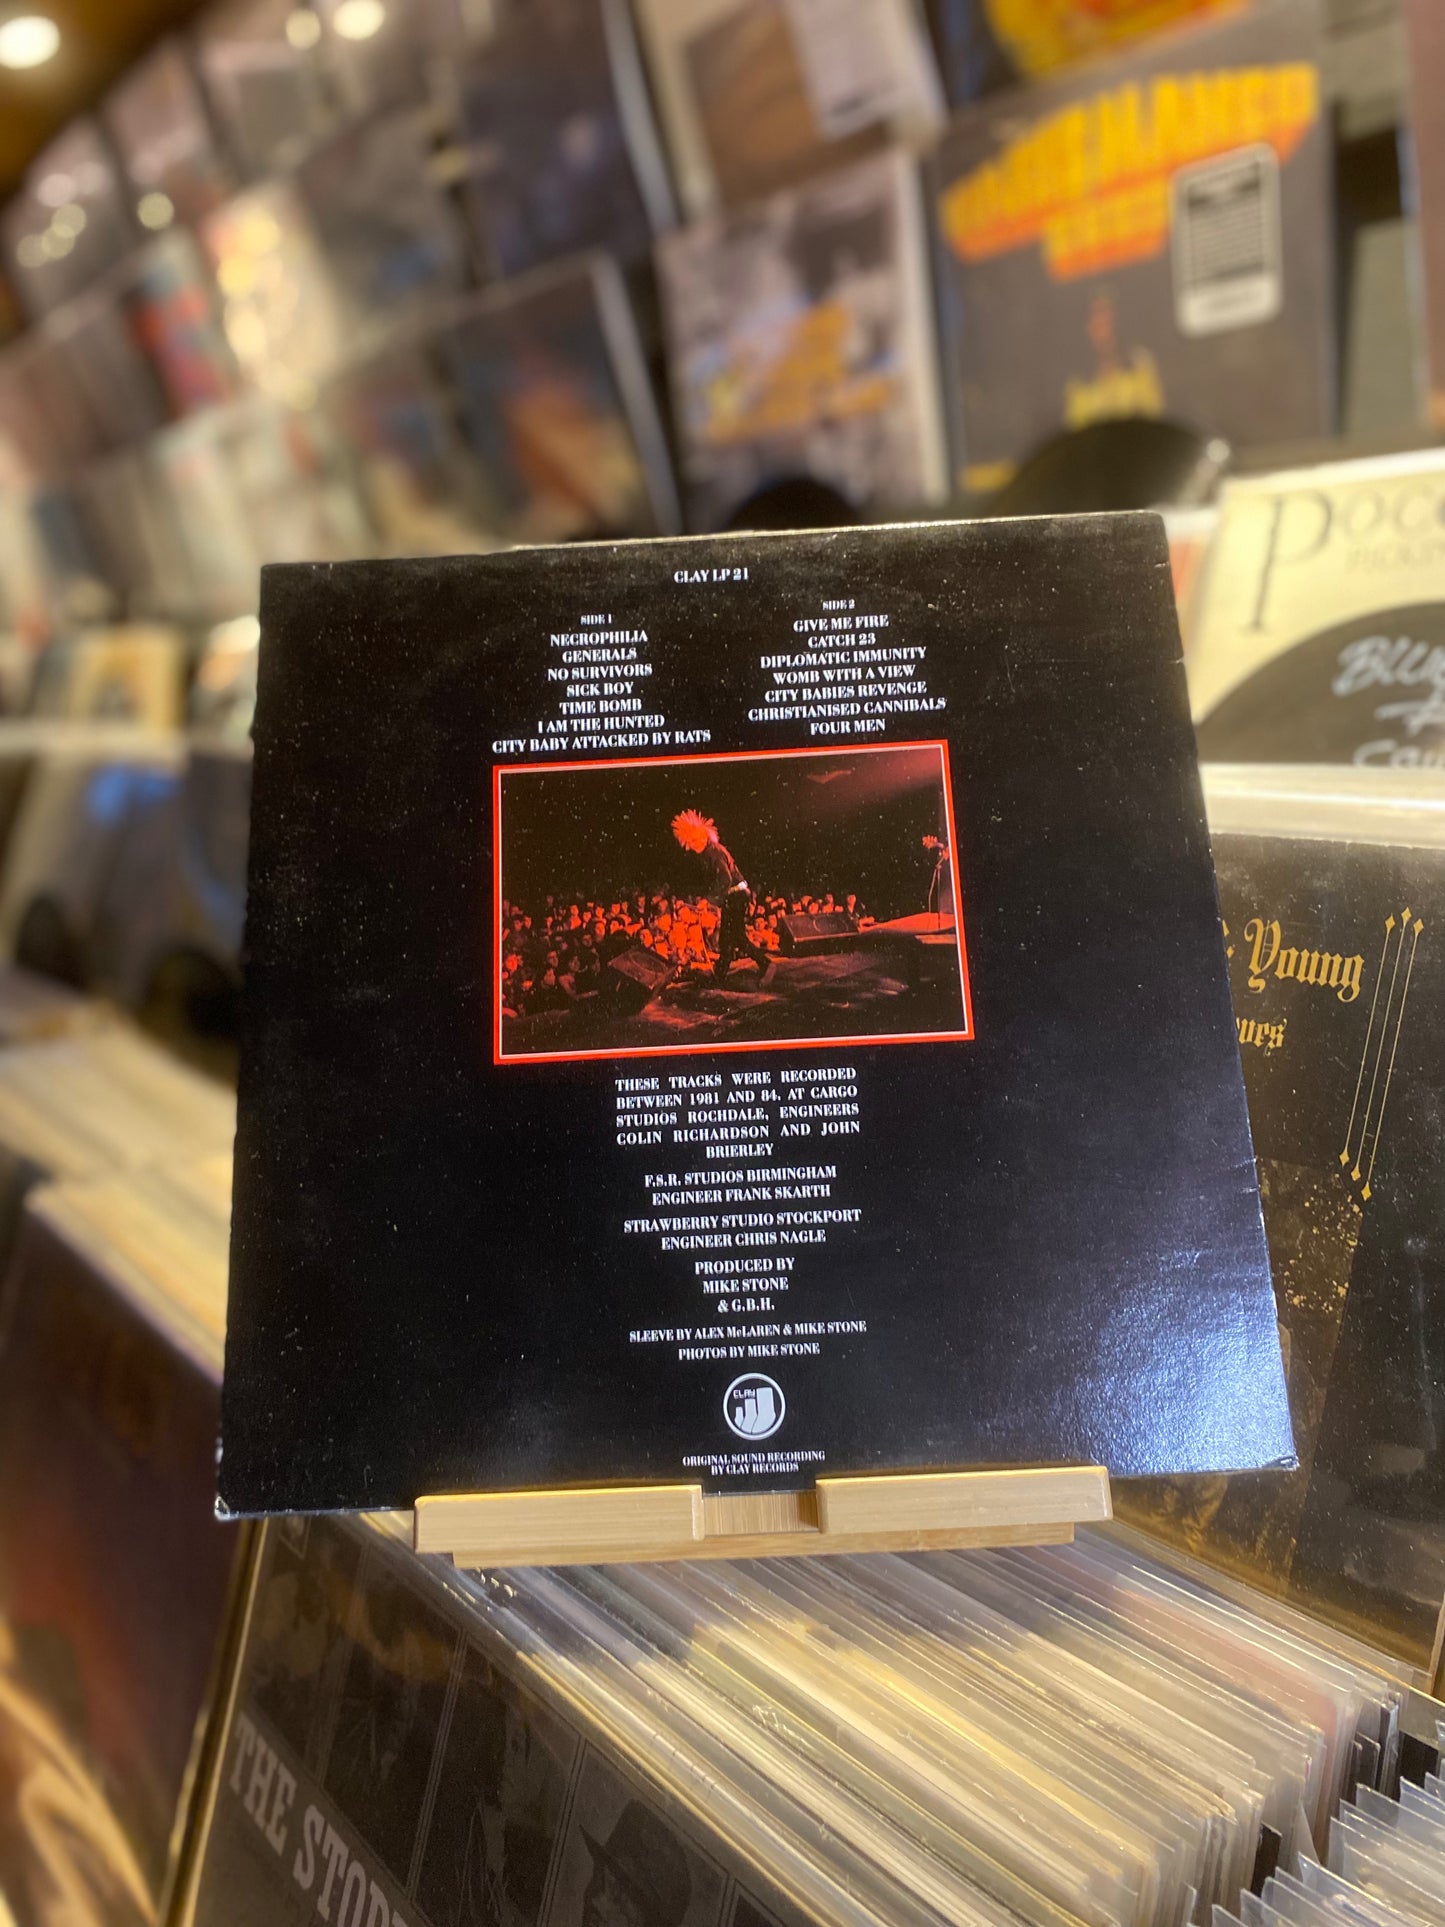 CLAY LP 21
SIDE 1
NECROPHILIA
GENERALS
NO SURVIVORS
SICK BOY
TIME BOMB
I AM THE HUNTED
CITY BABY ATTACKED BY RATS
SIDE 2
GIVE ME FIRE
CATCH 23
DIPLOMATIC IMMUNITY
WOMB WITH A VIEW
CITY BABIES REVENGE
CHRISTIANISED CANNIBALS
FOUR MEN
THESE TRACKS WERE RECORDED
BETWEEN 1981 AND 84. AT CARGO
STUDIOS ROCHDALE, ENGINEERS
COLIN RICHARDSON AND JOHN
BRIERLEY
F.S.R. STUDIOS BIRMINGHAM
ENGINEER FRANK SKARTH
STRAWBERRY STUDIO STOCKPORT
ENGINEER CHRIS NAGLE
PRODUCED BY
MIKE STONE
& G.B.H.
SLEEVE BY ALEX McLAREN & MIKE STONE
PHOTOS BY MIKE STONE
CLAY
ORIGINAL SOUND RECORDING
BY CLAY RECORDS
Poco
Young
THE STORY